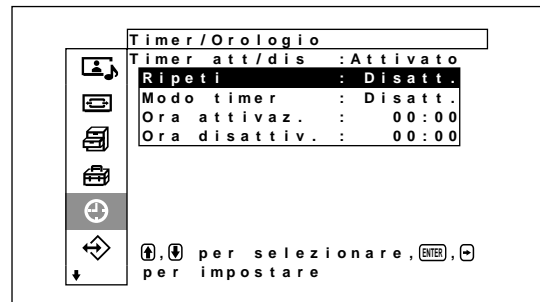 Timer/Orologio
Timer att/dis :Attivato
Ripeti : Disatt.
Modo timer : Disatt.
Ora attivaz. : 00:00
Ora disattiv. : 00:00
, per selezionare, ENTER,
per impostare